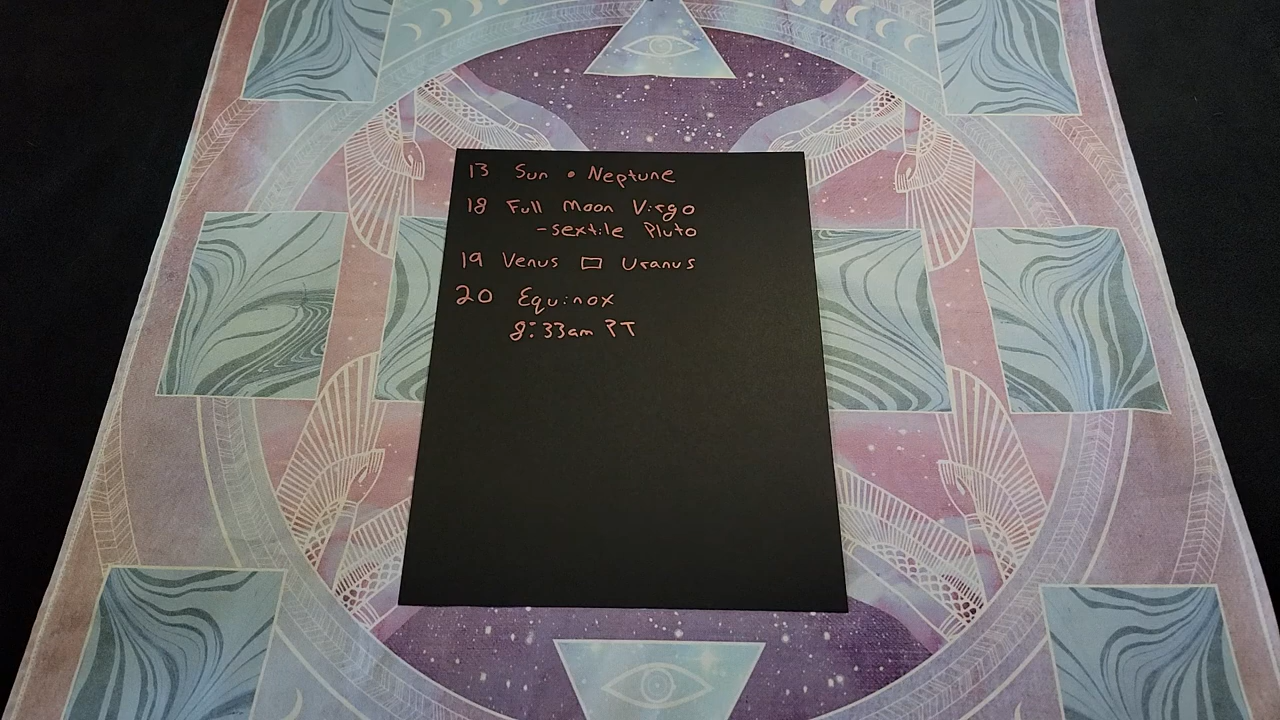 13 Sun • Neptune
18 Full Moon Virgo
-sextile Pluto
19 Venus □ Uranus
20 Equinox
8:33am PT